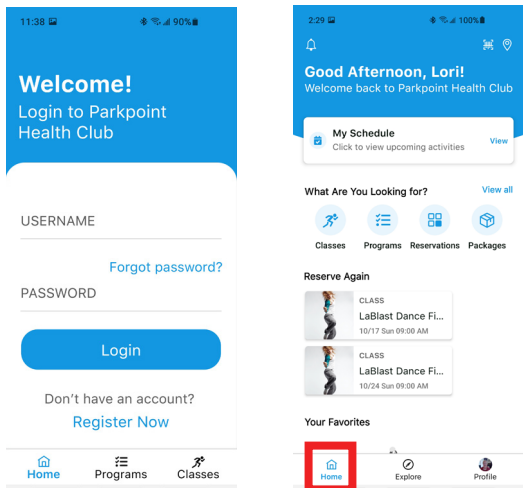 11:38 90%
Welcome!
Login to Parkpoint
Health Club
USERNAME
Forgot password?
PASSWORD
Login
Don't have an account?
Register Now
Home Programs Classes
2:29 100%
Good Afternoon, Lori!
Welcome back to Parkpoint Health Club
My Schedule
Click to view upcoming activities
View
What Are You Looking for? View all
Classes Programs Reservations Packages
Reserve Again
CLASS
LaBlast Dance Fi...
10/17 Sun 09:00 AM
CLASS
LaBlast Dance Fi...
10/24 Sun 09:00 AM
Your Favorites
Home Explore Profile